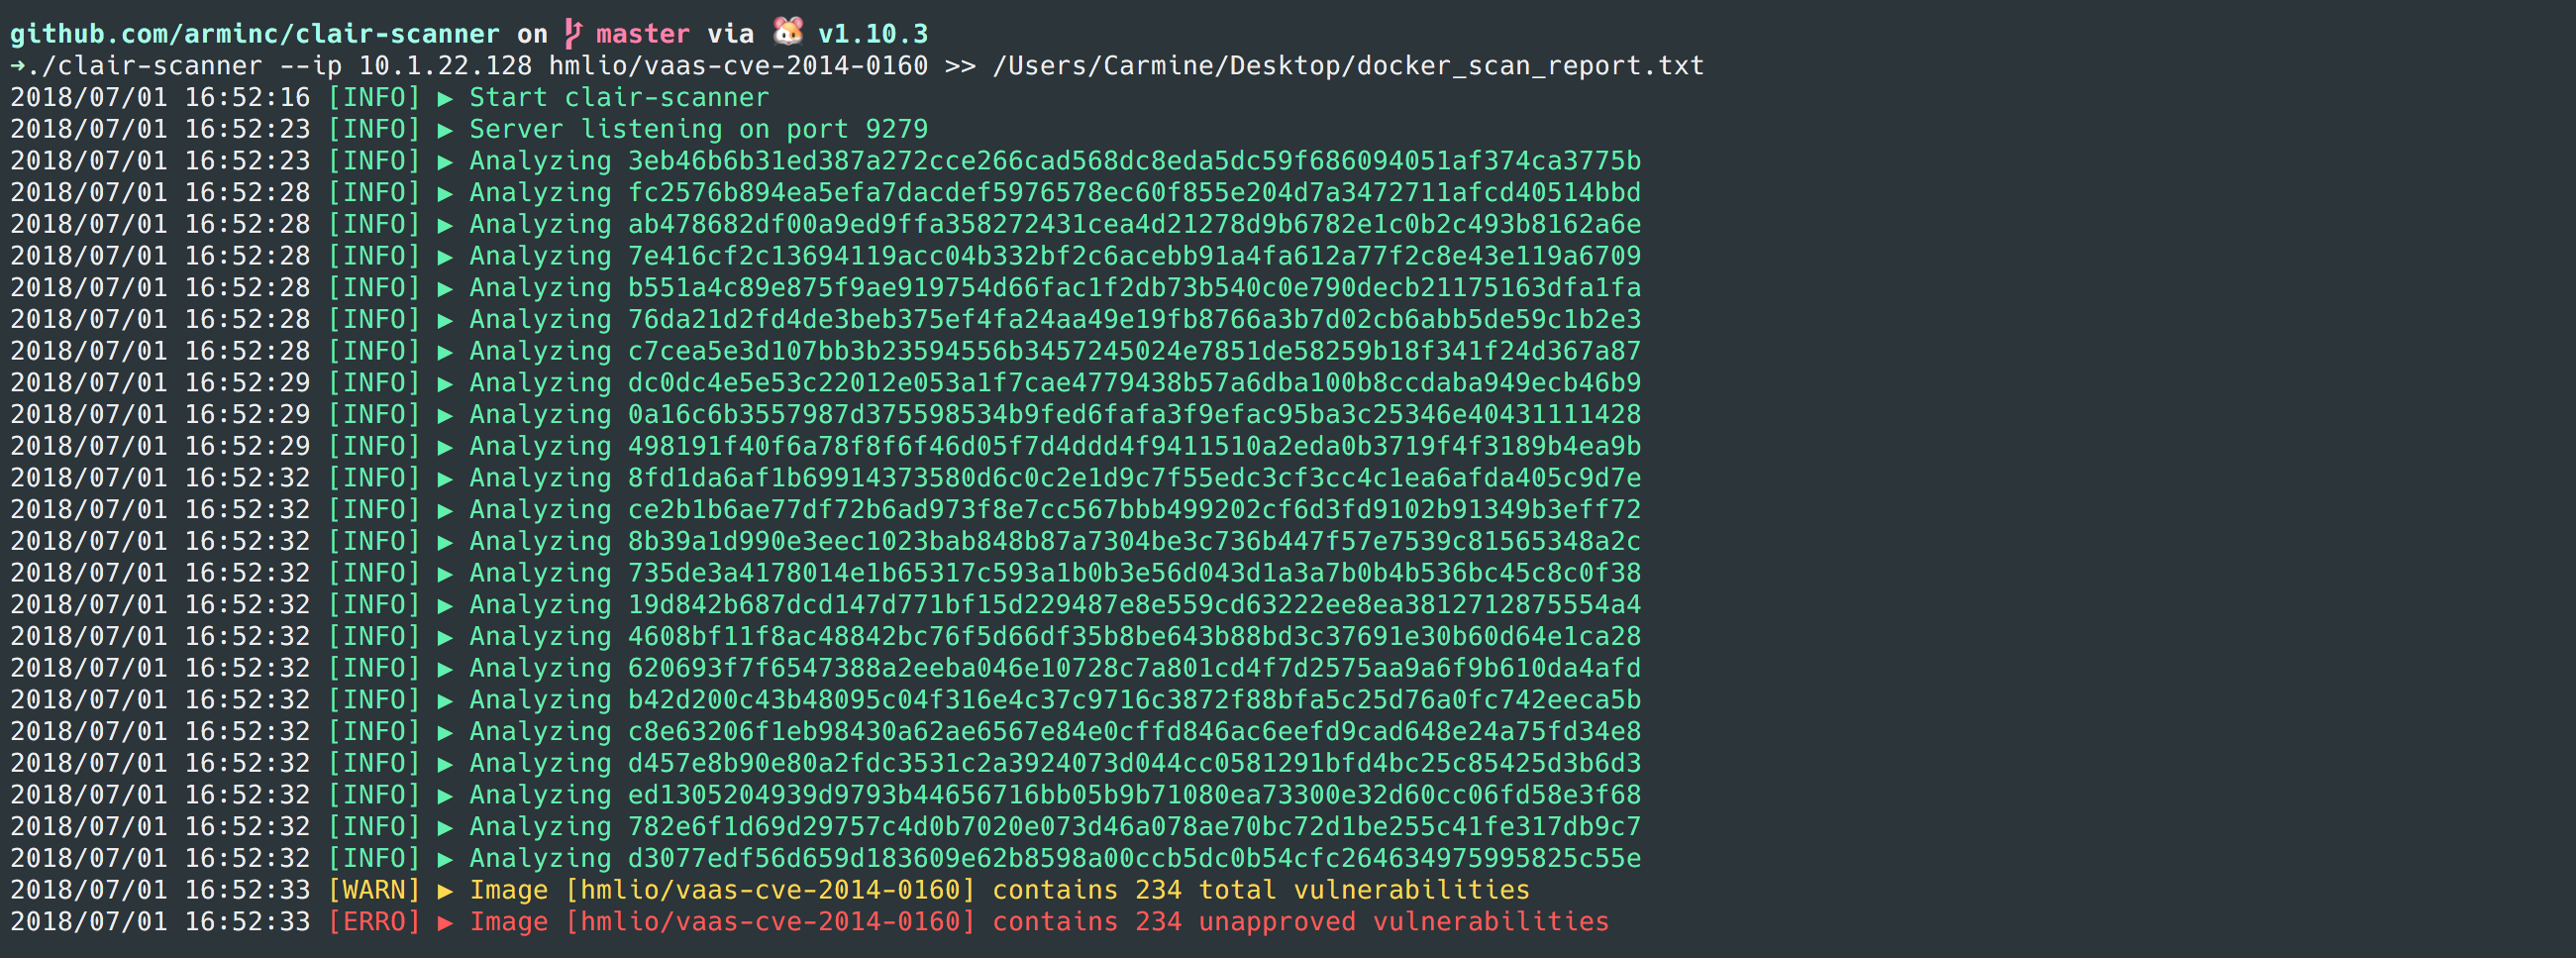 github.com/arminc/clair-scanner on master via 🐹 v1.10.3
➜./clair-scanner --ip 10.1.22.128 hmlio/vaas-cve-2014-0160 >> /Users/Carmine/Desktop/docker_scan_report.txt
2018/07/01 16:52:16 [INFO] ▶ Start clair-scanner
2018/07/01 16:52:23 [INFO] ▶ Server listening on port 9279
2018/07/01 16:52:23 [INFO] ▶ Analyzing 3eb46b6b31ed387a272cce266cad568dc8eda5dc59f686094051af374ca3775b
2018/07/01 16:52:28 [INFO] ▶ Analyzing fc2576b894ea5efa7dacdef5976578ec60f855e204d7a3472711afcd40514bbd
2018/07/01 16:52:28 [INFO] ▶ Analyzing ab478682df00a9ed9ffa358272431cea4d21278d9b6782e1c0b2c493b8162a6e
2018/07/01 16:52:28 [INFO] ▶ Analyzing 7e416cf2c13694119acc04b332bf2c6acebb91a4fa612a77f2c8e43e119a6709
2018/07/01 16:52:28 [INFO] ▶ Analyzing b551a4c89e875f9ae919754d66fac1f2db73b540c0e790decb21175163dfa1fa
2018/07/01 16:52:28 [INFO] ▶ Analyzing 76da21d2fd4de3beb375ef4fa24aa49e19fb8766a3b7d02cb6abb5de59c1b2e3
2018/07/01 16:52:28 [INFO] ▶ Analyzing c7cea5e3d107bb3b23594556b3457245024e7851de58259b18f341f24d367a87
2018/07/01 16:52:29 [INFO] ▶ Analyzing dc0dc4e5e53c22012e053a1f7cae4779438b57a6dba100b8ccdaba949ecb46b9
2018/07/01 16:52:29 [INFO] ▶ Analyzing 0a16c6b3557987d375598534b9fed6fafa3f9efac95ba3c25346e40431111428
2018/07/01 16:52:29 [INFO] ▶ Analyzing 498191f40f6a78f8f6f46d05f7d4ddd4f9411510a2eda0b3719f4f3189b4ea9b
2018/07/01 16:52:32 [INFO] ▶ Analyzing 8fd1da6af1b69914373580d6c0c2e1d9c7f55edc3cf3cc4c1ea6afda405c9d7e
2018/07/01 16:52:32 [INFO] ▶ Analyzing ce2b1b6ae77df72b6ad973f8e7cc567bbb499202cf6d3fd9102b91349b3eff72
2018/07/01 16:52:32 [INFO] ▶ Analyzing 8b39a1d990e3eec1023bab848b87a7304be3c736b447f57e7539c81565348a2c
2018/07/01 16:52:32 [INFO] ▶ Analyzing 735de3a4178014e1b65317c593a1b0b3e56d043d1a3a7b0b4b536bc45c8c0f38
2018/07/01 16:52:32 [INFO] ▶ Analyzing 19d842b687dcd147d771bf15d229487e8e559cd63222ee8ea3812712875554a4
2018/07/01 16:52:32 [INFO] ▶ Analyzing 4608bf11f8ac48842bc76f5d66df35b8be643b88bd3c37691e30b60d64e1ca28
2018/07/01 16:52:32 [INFO] ▶ Analyzing 620693f7f6547388a2eeba046e10728c7a801cd4f7d2575aa9a6f9b610da4afd
2018/07/01 16:52:32 [INFO] ▶ Analyzing b42d200c43b48095c04f316e4c37c9716c3872f88bfa5c25d76a0fc742eeca5b
2018/07/01 16:52:32 [INFO] ▶ Analyzing c8e63206f1eb98430a62ae6567e84e0cffd846ac6eefd9cad648e24a75fd34e8
2018/07/01 16:52:32 [INFO] ▶ Analyzing d457e8b90e80a2fdc3531c2a3924073d044cc0581291bfd4bc25c85425d3b6d3
2018/07/01 16:52:32 [INFO] ▶ Analyzing ed1305204939d9793b44656716bb05b9b71080ea73300e32d60cc06fd58e3f68
2018/07/01 16:52:32 [INFO] ▶ Analyzing 782e6f1d69d29757c4d0b7020e073d46a078ae70bc72d1be255c41fe317db9c7
2018/07/01 16:52:32 [INFO] ▶ Analyzing d3077edf56d659d183609e62b8598a00ccb5dc0b54cfc264634975995825c55e
2018/07/01 16:52:33 [WARN] ▶ Image [hmlio/vaas-cve-2014-0160] contains 234 total vulnerabilities
2018/07/01 16:52:33 [ERRO] ▶ Image [hmlio/vaas-cve-2014-0160] contains 234 unapproved vulnerabilities